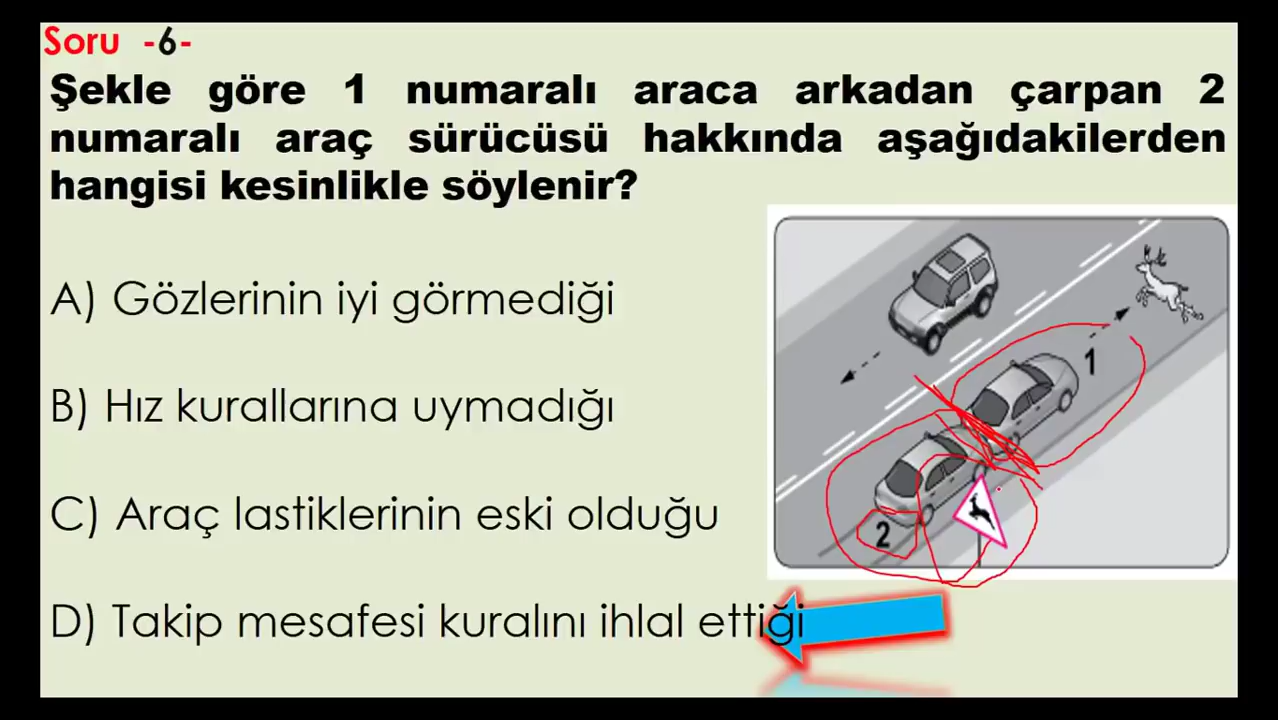 Soru -6-
Şekle göre 1 numaralı araca arkadan çarpan 2
numaralı araç sürücüsü hakkında aşağıdakilerden
hangisi kesinlikle söylenir?
A) Gözlerinin iyi görmediği
B) Hız kurallarına uymadığı
C) Araç lastiklerinin eski olduğu
D) Takip mesafesi kuralını ihlal ettiği
1
2